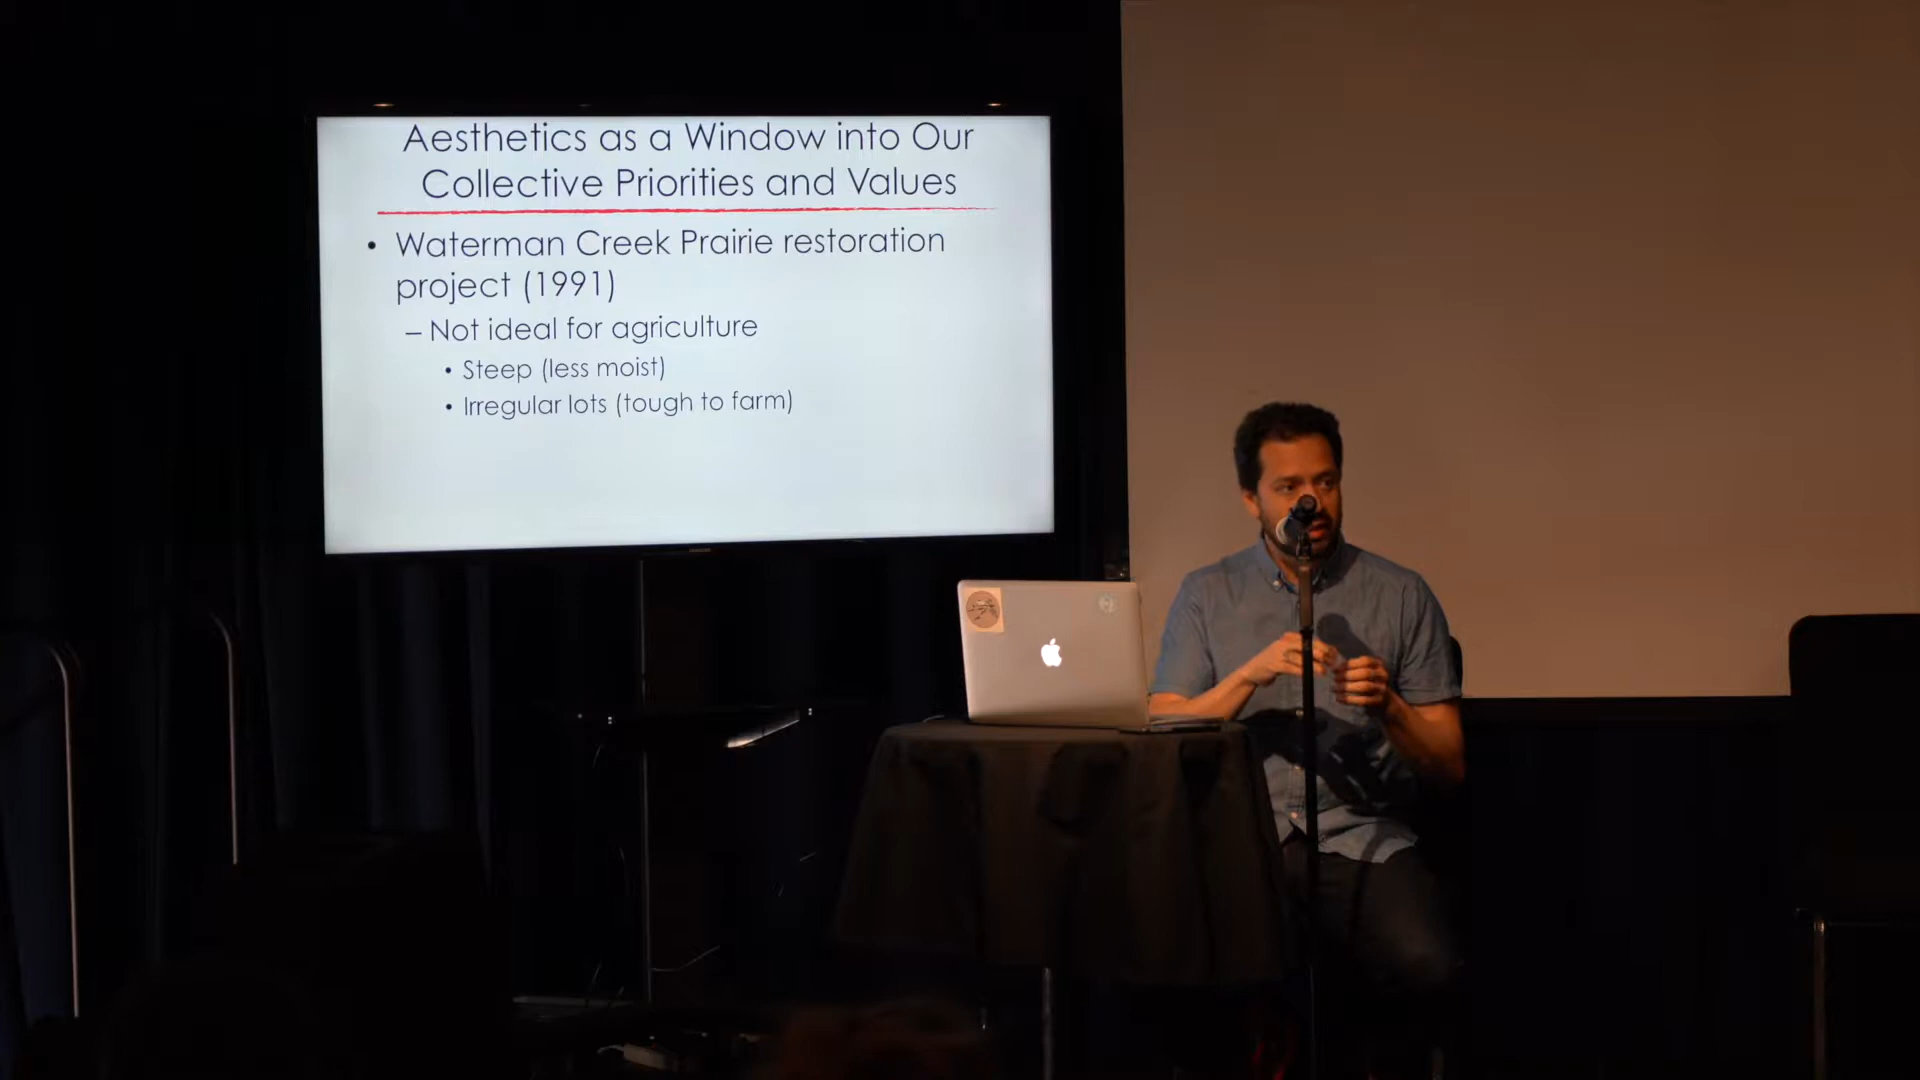 Aesthetics as a Window into Our
Collective Priorities and Values
• Waterman Creek Prairie restoration
project (1991)
– Not ideal for agriculture
• Steep (less moist)
• Irregular lots (tough to farm)